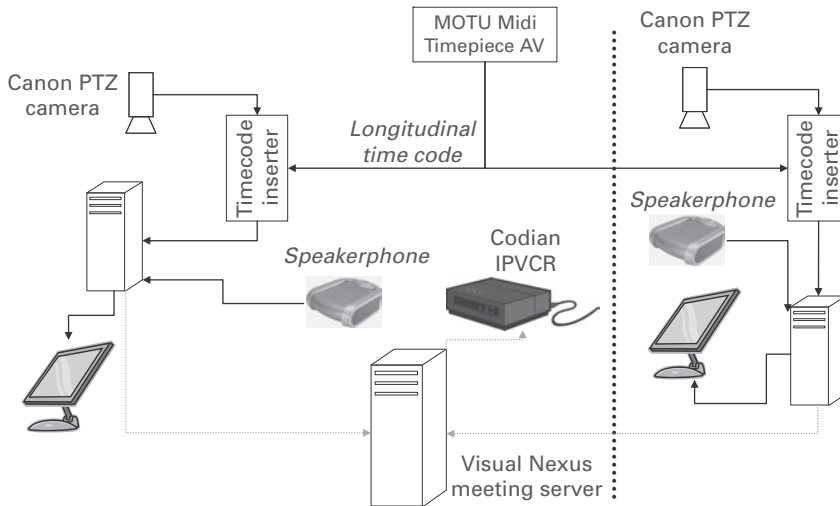 MOTU Midi
Timepiece AV
Canon PTZ
camera
Canon PTZ
camera
Longitudinal
time code
Timecode
inserter
Timecode
inserter
Speakerphone
Speakerphone
Codian
IPVCR
Visual Nexus
meeting server